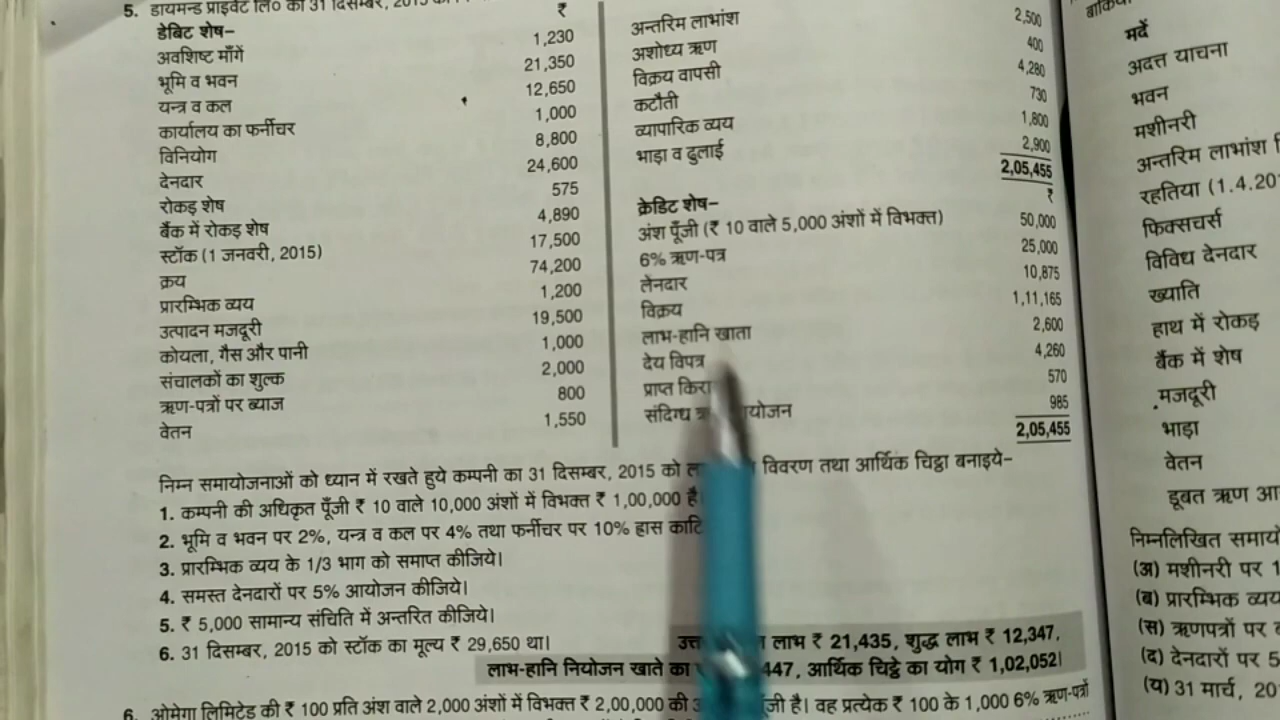 5. डायमन्ड प्राइवेट लि० का 31 दिसम्बर, 2015
₹
डेबिट शेष–
अवशिष्ट माँगें 1,230
भूमि व भवन 21,350
यन्त्र व कल 12,650
कार्यालय का फर्नीचर 1,000
विनियोग 8,800
देनदार 24,600
रोकड़ शेष 575
बैंक में रोकड़ शेष 4,890
स्टॉक (1 जनवरी, 2015) 17,500
क्रय 74,200
प्रारम्भिक व्यय 1,200
उत्पादन मजदूरी 19,500
कोयला, गैस और पानी 1,000
संचालकों का शुल्क 2,000
ऋण-पत्रों पर ब्याज 800
वेतन 1,550
अन्तरिम लाभांश 2,500
अशोध्य ऋण 400
विक्रय वापसी 4,280
कटौती 730
व्यापारिक व्यय 1,800
भाड़ा व ढुलाई 2,900
2,05,455
क्रेडिट शेष– ₹
अंश पूँजी (₹ 10 वाले 5,000 अंशों में विभक्त) 50,000
6% ऋण-पत्र 25,000
लेनदार 10,875
विक्रय 1,11,165
लाभ-हानि खाता 2,600
देय विपत्र 4,260
प्राप्त 570
संदिग्ध 985
2,05,455
निम्न समायोजनाओं को ध्यान में रखते हुये कम्पनी का 31 दिसम्बर, 2015 को विवरण तथा आर्थिक चिट्ठा बनाइये–
1. कम्पनी की अधिकृत पूँजी ₹ 10 वाले 10,000 अंशों में विभक्त ₹ 1,00,000 है
2. भूमि व भवन पर 2%, यन्त्र व कल पर 4% तथा फर्नीचर पर 10% ह्रास
3. प्रारम्भिक व्यय के 1/3 भाग को समाप्त कीजिये।
4. समस्त देनदारों पर 5% आयोजन कीजिये।
5. ₹ 5,000 सामान्य संचिति में अन्तरित कीजिये।
6. 31 दिसम्बर, 2015 को स्टॉक का मूल्य ₹ 29,650 था।
लाभ ₹ 21,435, शुद्ध लाभ ₹ 12,347,
लाभ-हानि नियोजन खाते का 447, आर्थिक चिट्ठे का योग ₹ 1,02,052।
6. ओमेगा लिमिटेड की ₹ 100 प्रति अंश वाले 2,000 अंशों में विभक्त ₹ 2,00,000 की है। वह प्रत्येक ₹ 100 के 1,000 6% ऋण-पत्रों
मदें
अदत्त याचना
भवन
मशीनरी
अन्तरिम लाभांश
रहतिया (1.4.20
फिक्सचर्स
विविध देनदार
ख्याति
हाथ में रोकड़
बैंक में शेष
मजदूरी
भाड़ा
वेतन
डूबत ऋण
निम्नलिखित
(अ) मशीनरी पर 1
(ब) प्रारम्भिक व्यय
(स) ऋणपत्रों पर
(द) देनदारों पर 5
(य) 31 मार्च, 20